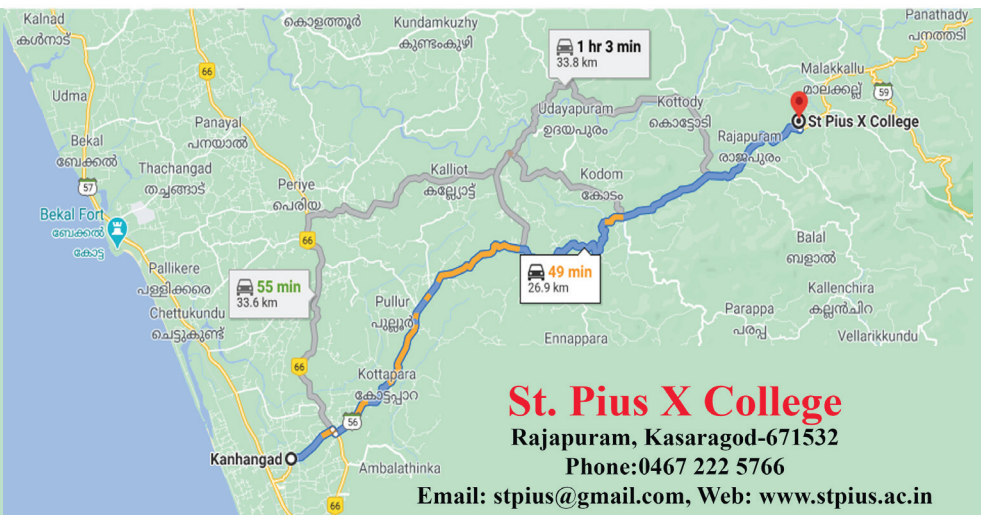 Kalnad
കൾനാട്
കൊളത്തൂർ
Kundamkuzhy
കുണ്ടംകുഴി
Panathady
പനത്തടി
1 hr 3 min
33.8 km
66
Malakkallu
മാലക്കല്ല്
59
Udma
Udayapuram
ഉദയപുരം
Kottody
കൊട്ടോടി
St Pius X College
Panayal
പനയാൽ
Rajapuram
രാജപുരം
Bekal
ബേക്കൽ
57
Thachangad
തച്ചങ്ങാട്
Periye
പെരിയ
Kalliot
കല്ല്യോട്ട്
Kodom
കോടം
Bekal Fort
ബേക്കൽ
കോട്ട
66
Balal
ബളാൽ
Pallikere
പള്ളിക്കരെ
55 min
33.6 km
49 min
26.9 km
Kallenchira
കല്ലൻചിറ
Chettukundu
ചെട്ടുകുണ്ട്
Pullur
പുല്ലൂർ
Parappa
പരപ്പ
Ennappara
Vellarikkundu
66
Kottapara
കോട്ടപ്പാറ
56
Kanhangad
Ambalathinka
66
St. Pius X College
Rajapuram, Kasaragod-671532
Phone:0467 222 5766
Email: stpius@gmail.com, Web: www.stpius.ac.in